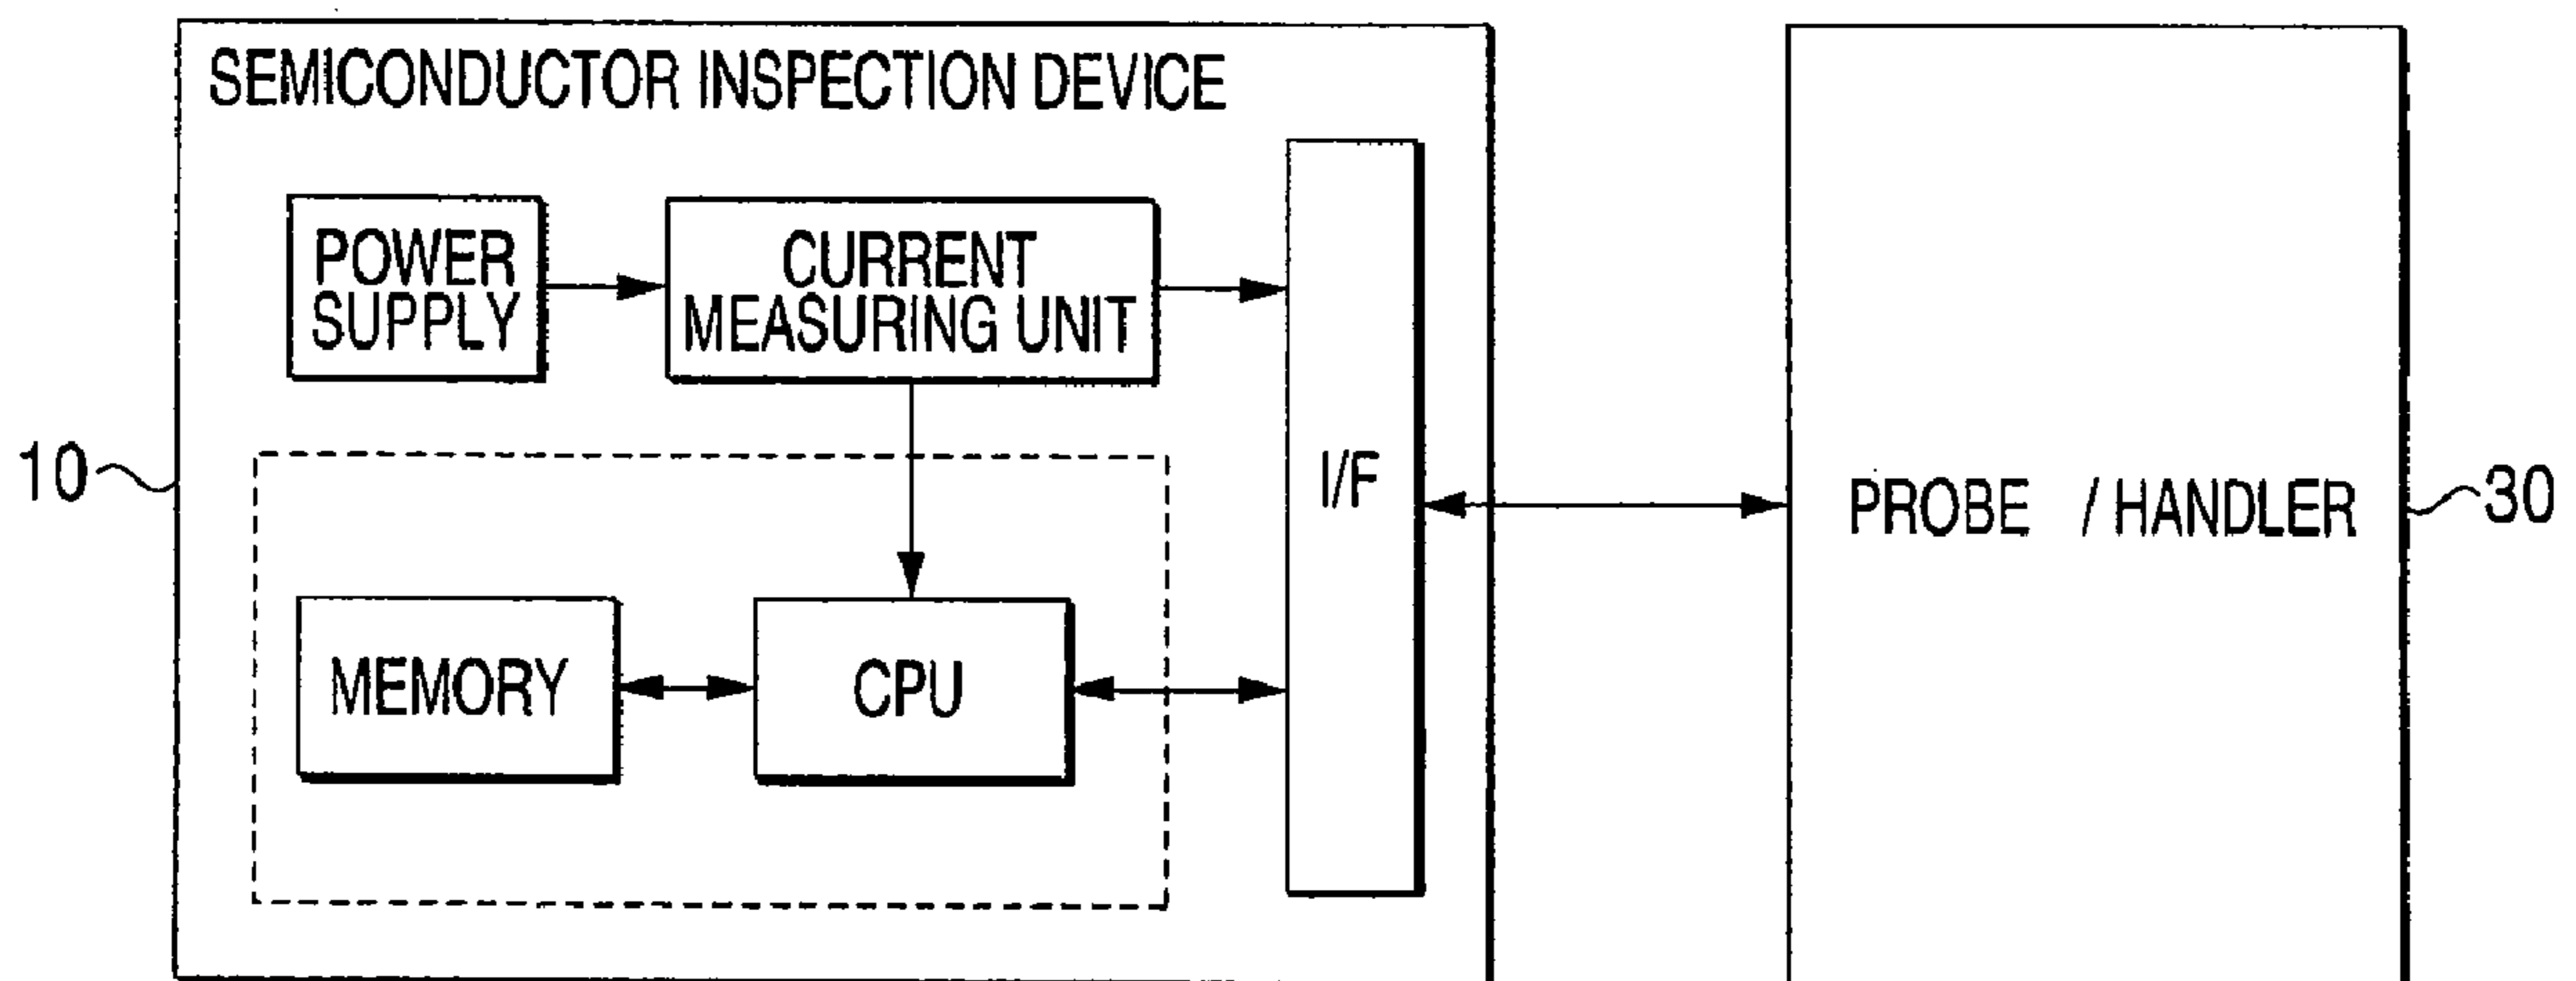 SEMICONDUCTOR INSPECTION DEVICE
POWER
SUPPLY
CURRENT
MEASURING UNIT
I/F
10
PROBE / HANDLER
30
MEMORY
CPU